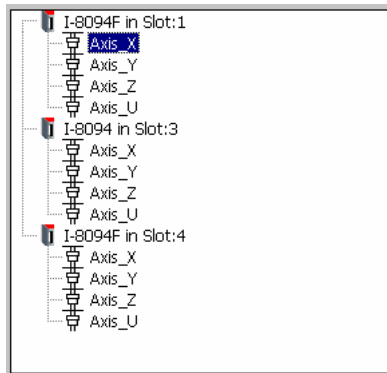 I-8094F in Slot:1
Axis_X
Axis_Y
Axis_Z
Axis_U
I-8094 in Slot:3
Axis_X
Axis_Y
Axis_Z
Axis_U
I-8094F in Slot:4
Axis_X
Axis_Y
Axis_Z
Axis_U